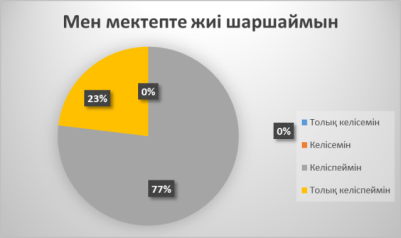 Мен мектепте жиі шаршаймын
23%
0%
77%
0%
Толық келісемін
Келісемін
Келіспеймін
Толық келіспеймін